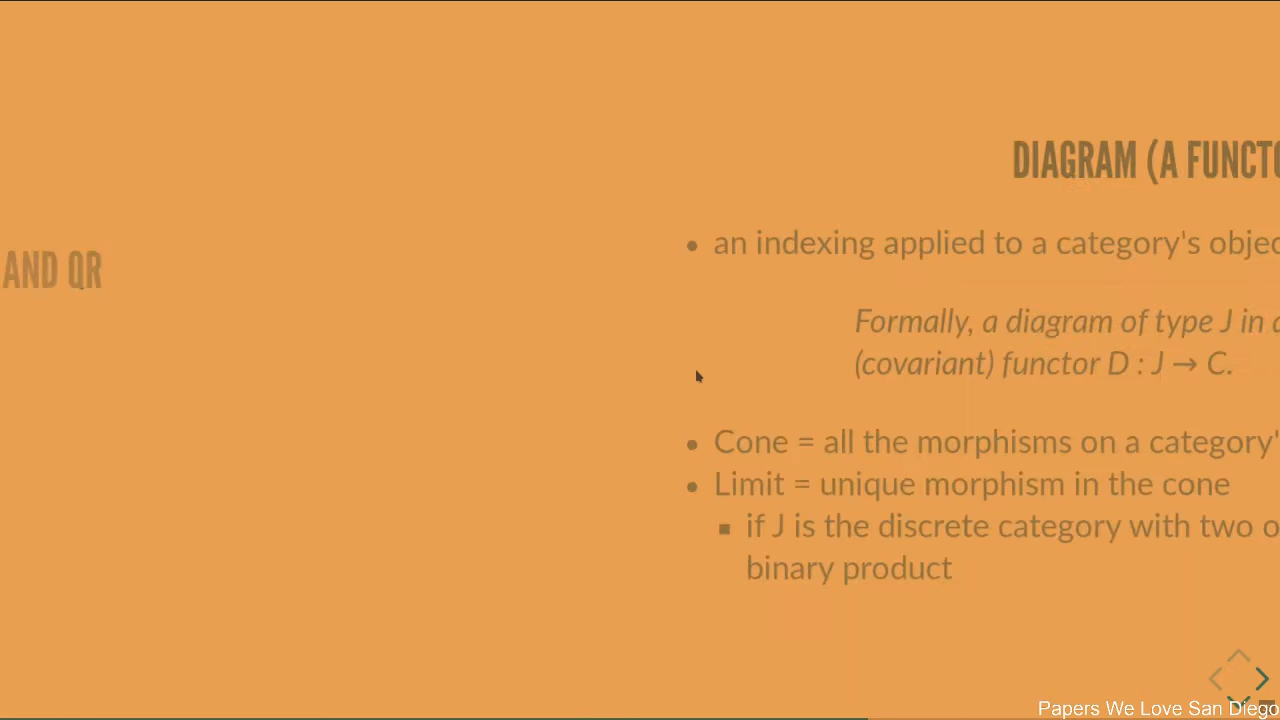 DIAGRAM (A FUNCTO
an indexing applied to a category's objec
AND QR
Formally, a diagram of type J in a
(covariant) functor D : J → C.
Cone = all the morphisms on a category'
Limit = unique morphism in the cone
if J is the discrete category with two o
binary product
Papers We Love San Diego